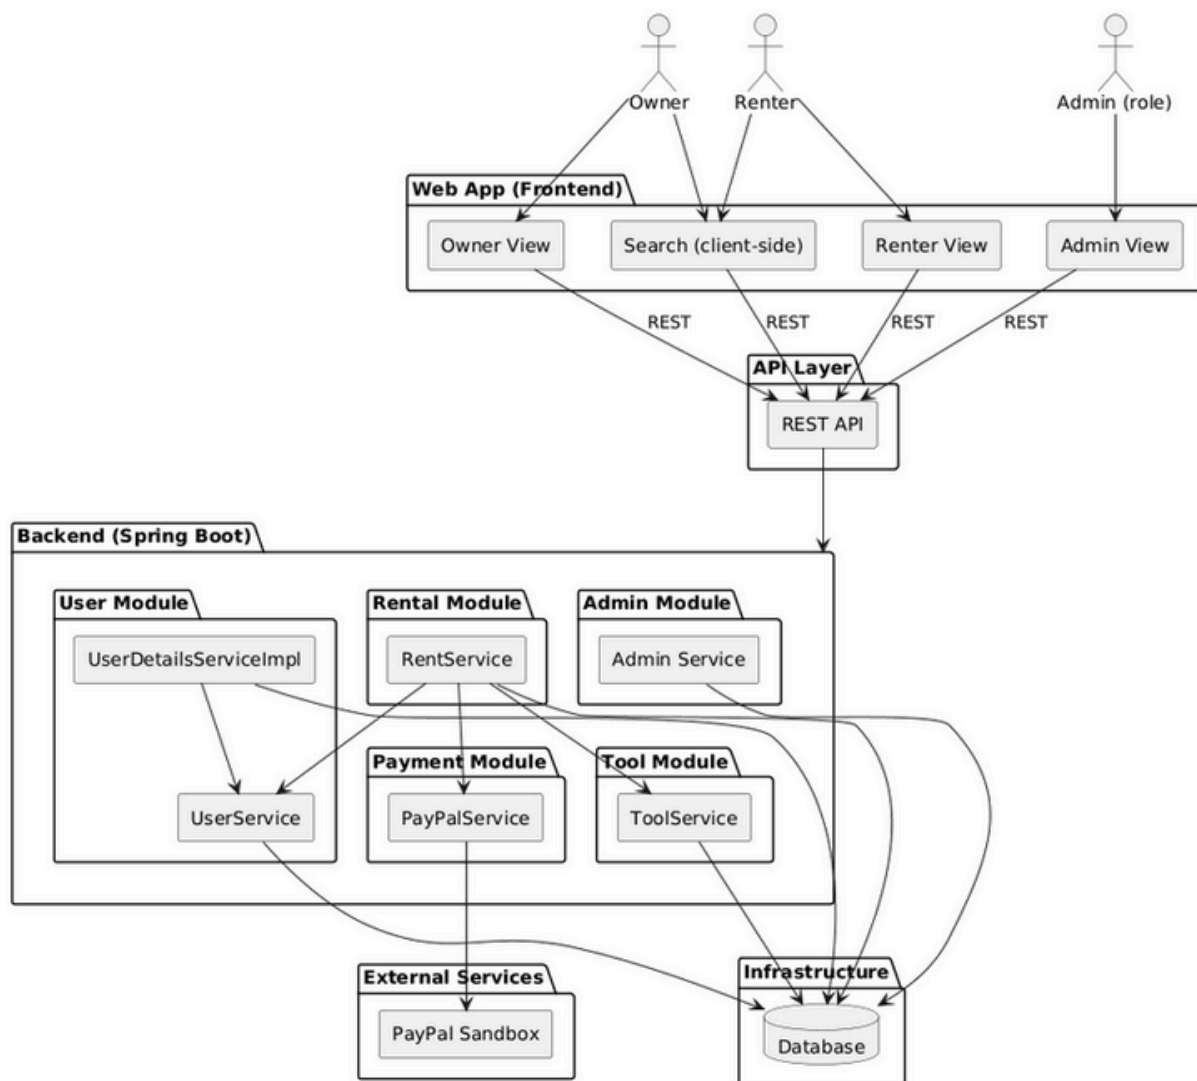 Owner
Renter
Admin (role)
Web App (Frontend)
Owner View
Search (client-side)
Renter View
Admin View
REST
REST
REST
REST
API Layer
REST API
Backend (Spring Boot)
User Module
Rental Module
Admin Module
UserDetailsServiceImpl
RentService
Admin Service
Payment Module
Tool Module
UserService
PayPalService
ToolService
External Services
Infrastructure
PayPal Sandbox
Database